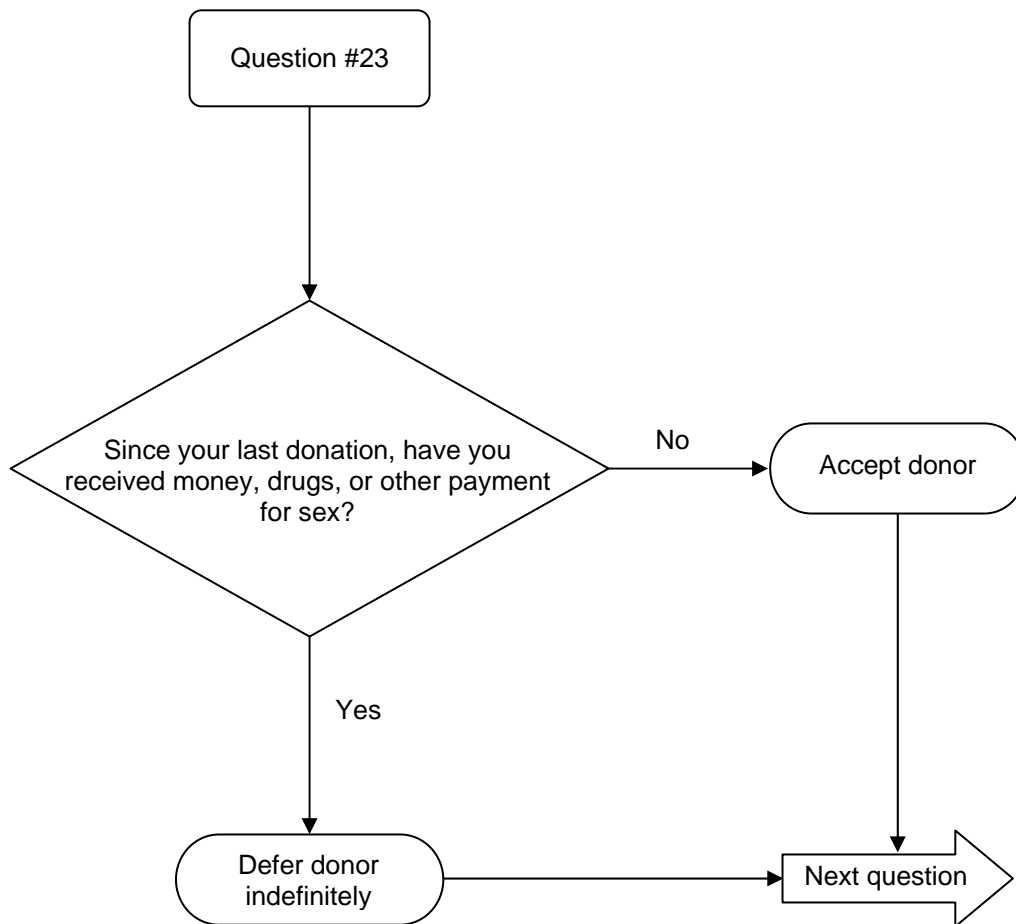 Question #23
Since your last donation, have you
received money, drugs, or other payment
for sex?
No
Accept donor
Yes
Defer donor
indefinitely
Next question